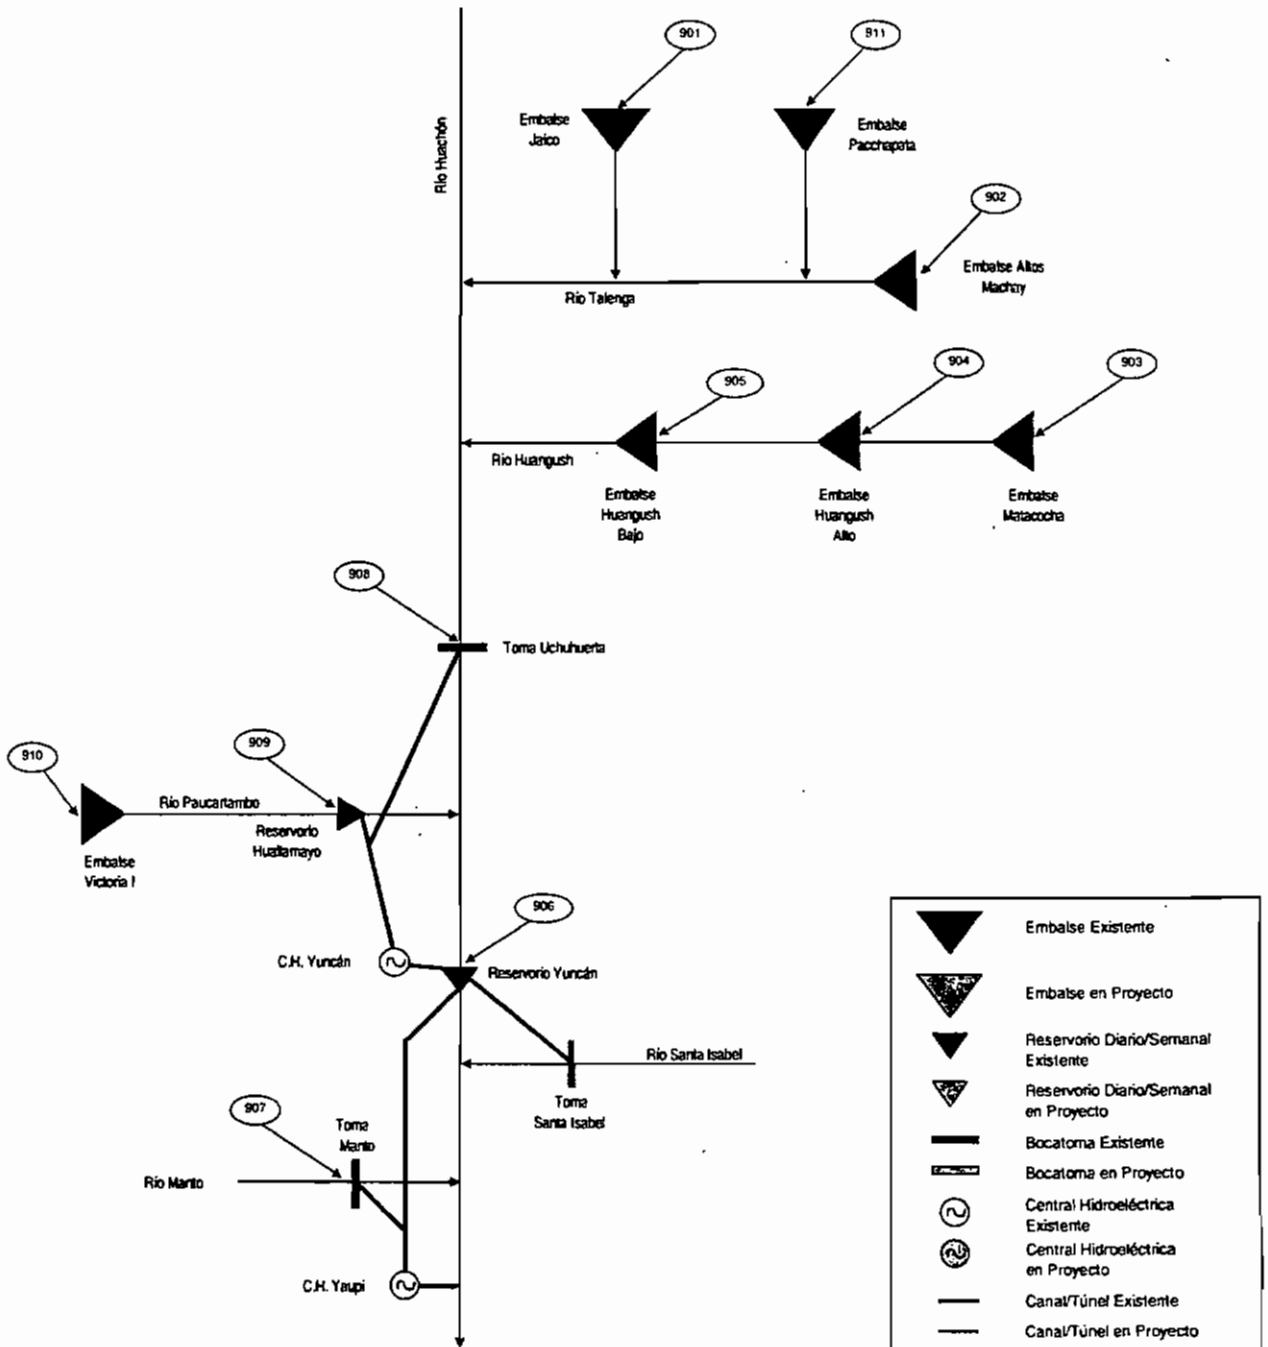 901
911
Río Huachón
Embalse
Jaico
Embalse
Pacchapata
902
Embalse Altos
Machay
Río Talenga
905
904
903
Río Huangush
Embalse
Huangush
Bajo
Embalse
Huangush
Alto
Embalse
Matacocha
908
Toma Uchuhuerta
910
909
Río Paucartambo
Reservorio
Huallamayo
Embalse
Victoria I
906
C.H. Yuncán
Reservorio Yuncán
Río Santa Isabel
Toma
Santa Isabel
907
Toma
Manto
Río Manto
C.H. Yaupi
Embalse Existente
Embalse en Proyecto
Reservorio Diario/Semanal
Existente
Reservorio Diario/Semanal
en Proyecto
Bocatoma Existente
Bocatoma en Proyecto
Central Hidroeléctrica
Existente
Central Hidroeléctrica
en Proyecto
Canal/Túnel Existente
Canal/Túnel en Proyecto